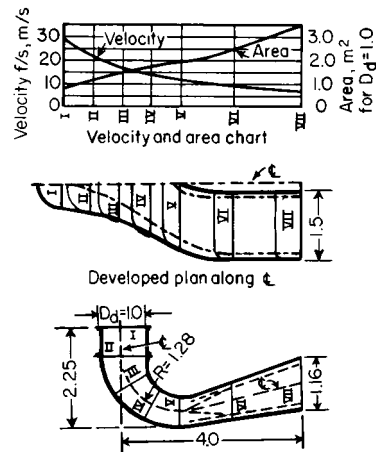 Velocity f/s, m/s
30
20
10
0
Velocity
Area
3.0
2.0
1.0
0
Area, m²
for D_d=1.0
I II III IV V VI VII
Velocity and area chart
℄
I II III IV V VI VII
1.5
Developed plan along ℄
D_d=1.0
I ℄
II
R=1.28
III
IV
V
℄
VI
VII
2.25
1.16
4.0